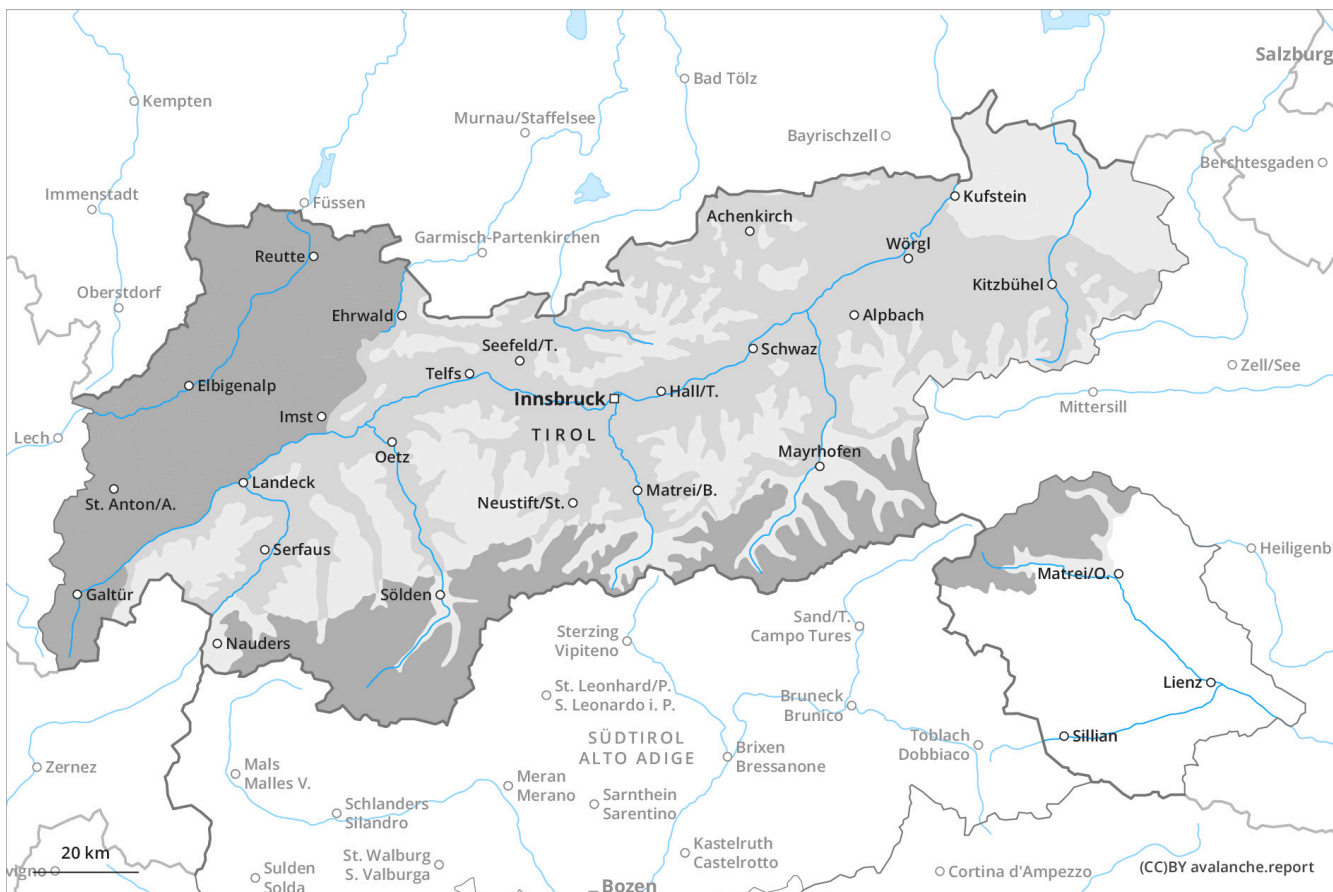 Salzburg
Bad Tölz
Kempten
Murnau/Staffelsee
Bayrischzell
Berchtesgaden
Immenstadt
Füssen
Kufstein
Achenkirch
Garmisch-Partenkirchen
Wörgl
Reutte
Kitzbühel
Oberstdorf
Ehrwald
Alpbach
Seefeld/T.
Schwaz
Zell/See
Telfs
Elbigenalp
Innsbruck
Hall/T.
Mittersill
Imst
TIROL
Lech
Oetz
Mayrhofen
Landeck
Matrei/B.
St. Anton/A.
Neustift/St.
Serfaus
Heiligenb
Matrei/O.
Galtür
Sölden
Nauders
Sterzing
Vipiteno
Sand/T.
Campo Tures
Lienz
St. Leonhard/P.
S. Leonardo i. P.
Bruneck
Brunico
SÜDTIROL
ALTO ADIGE
Sillian
Toblach
Dobbiaco
Brixen
Bressanone
Zernez
Mals
Malles V.
Meran
Merano
Sarnthein
Sarentino
Schlanders
Silandro
Kastelruth
Castelrotto
20 km
St. Walburg
S. Valburga
vigno
Sulden
Solda
Cortina d'Ampezzo
(CC)BY avalanche.report
Bozen